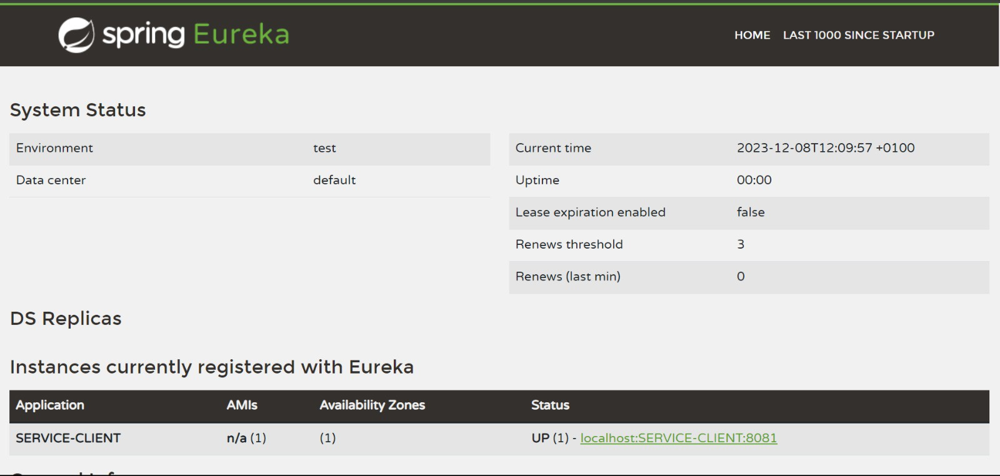 spring Eureka
HOME LAST 1000 SINCE STARTUP
System Status
Environment test
Data center default
Current time 2023-12-08T12:09:57 +0100
Uptime 00:00
Lease expiration enabled false
Renews threshold 3
Renews (last min) 0
DS Replicas
Instances currently registered with Eureka
Application AMIs Availability Zones Status
SERVICE-CLIENT n/a (1) (1) UP (1) - localhost:SERVICE-CLIENT:8081